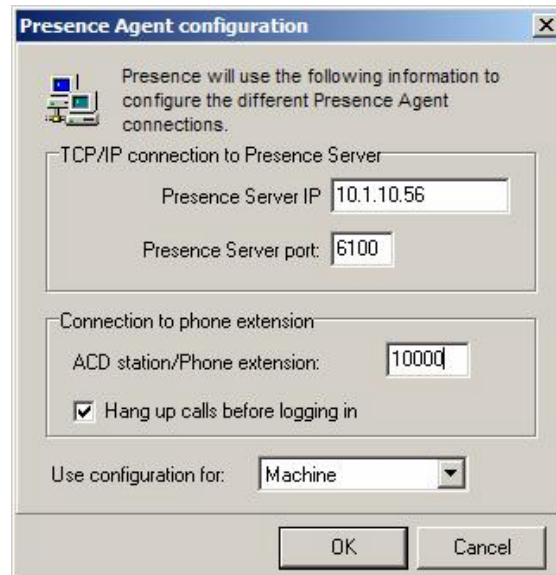 Presence Agent configuration
Presence will use the following information to
configure the different Presence Agent
connections.
TCP/IP connection to Presence Server
Presence Server IP 10.1.10.56
Presence Server port: 6100
Connection to phone extension
ACD station/Phone extension: 10000
Hang up calls before logging in
Use configuration for: Machine
OK Cancel